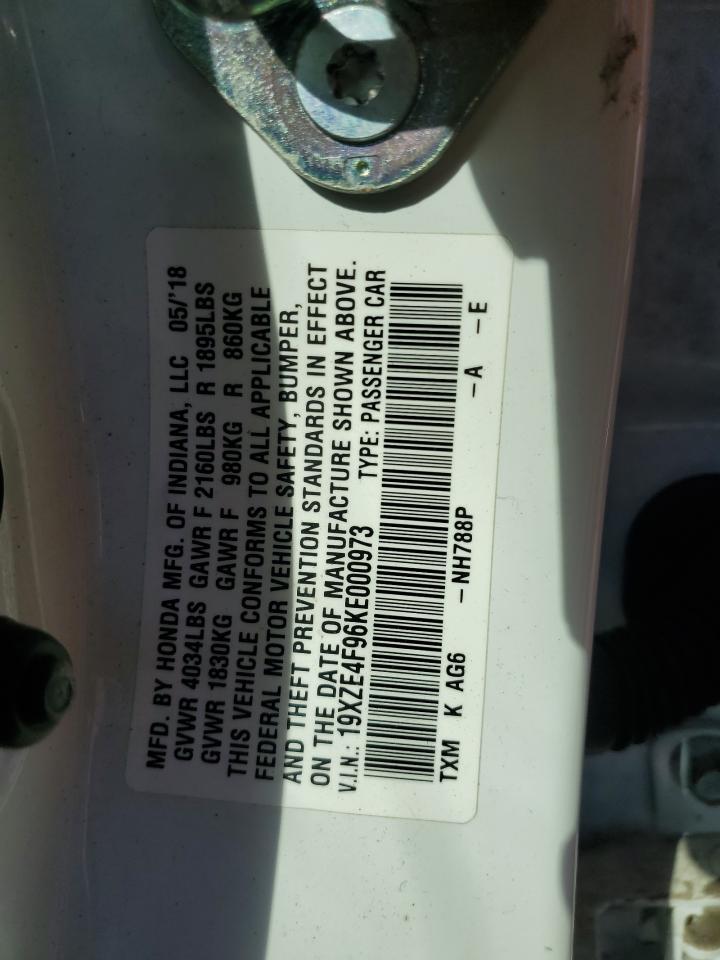 MFD. BY HONDA MFG. OF INDIANA, LLC 05/'18
GVWR 4034LBS GAWR F 2160LBS R 1895LBS
GVWR 1830KG GAWR F 980KG R 860KG
THIS VEHICLE CONFORMS TO ALL APPLICABLE
FEDERAL MOTOR VEHICLE SAFETY, BUMPER,
AND THEFT PREVENTION STANDARDS IN EFFECT
ON THE DATE OF MANUFACTURE SHOWN ABOVE.
V.I.N.: 19XZE4F96KE000973 TYPE: PASSENGER CAR
TXM K AG6 -NH788P -A -E